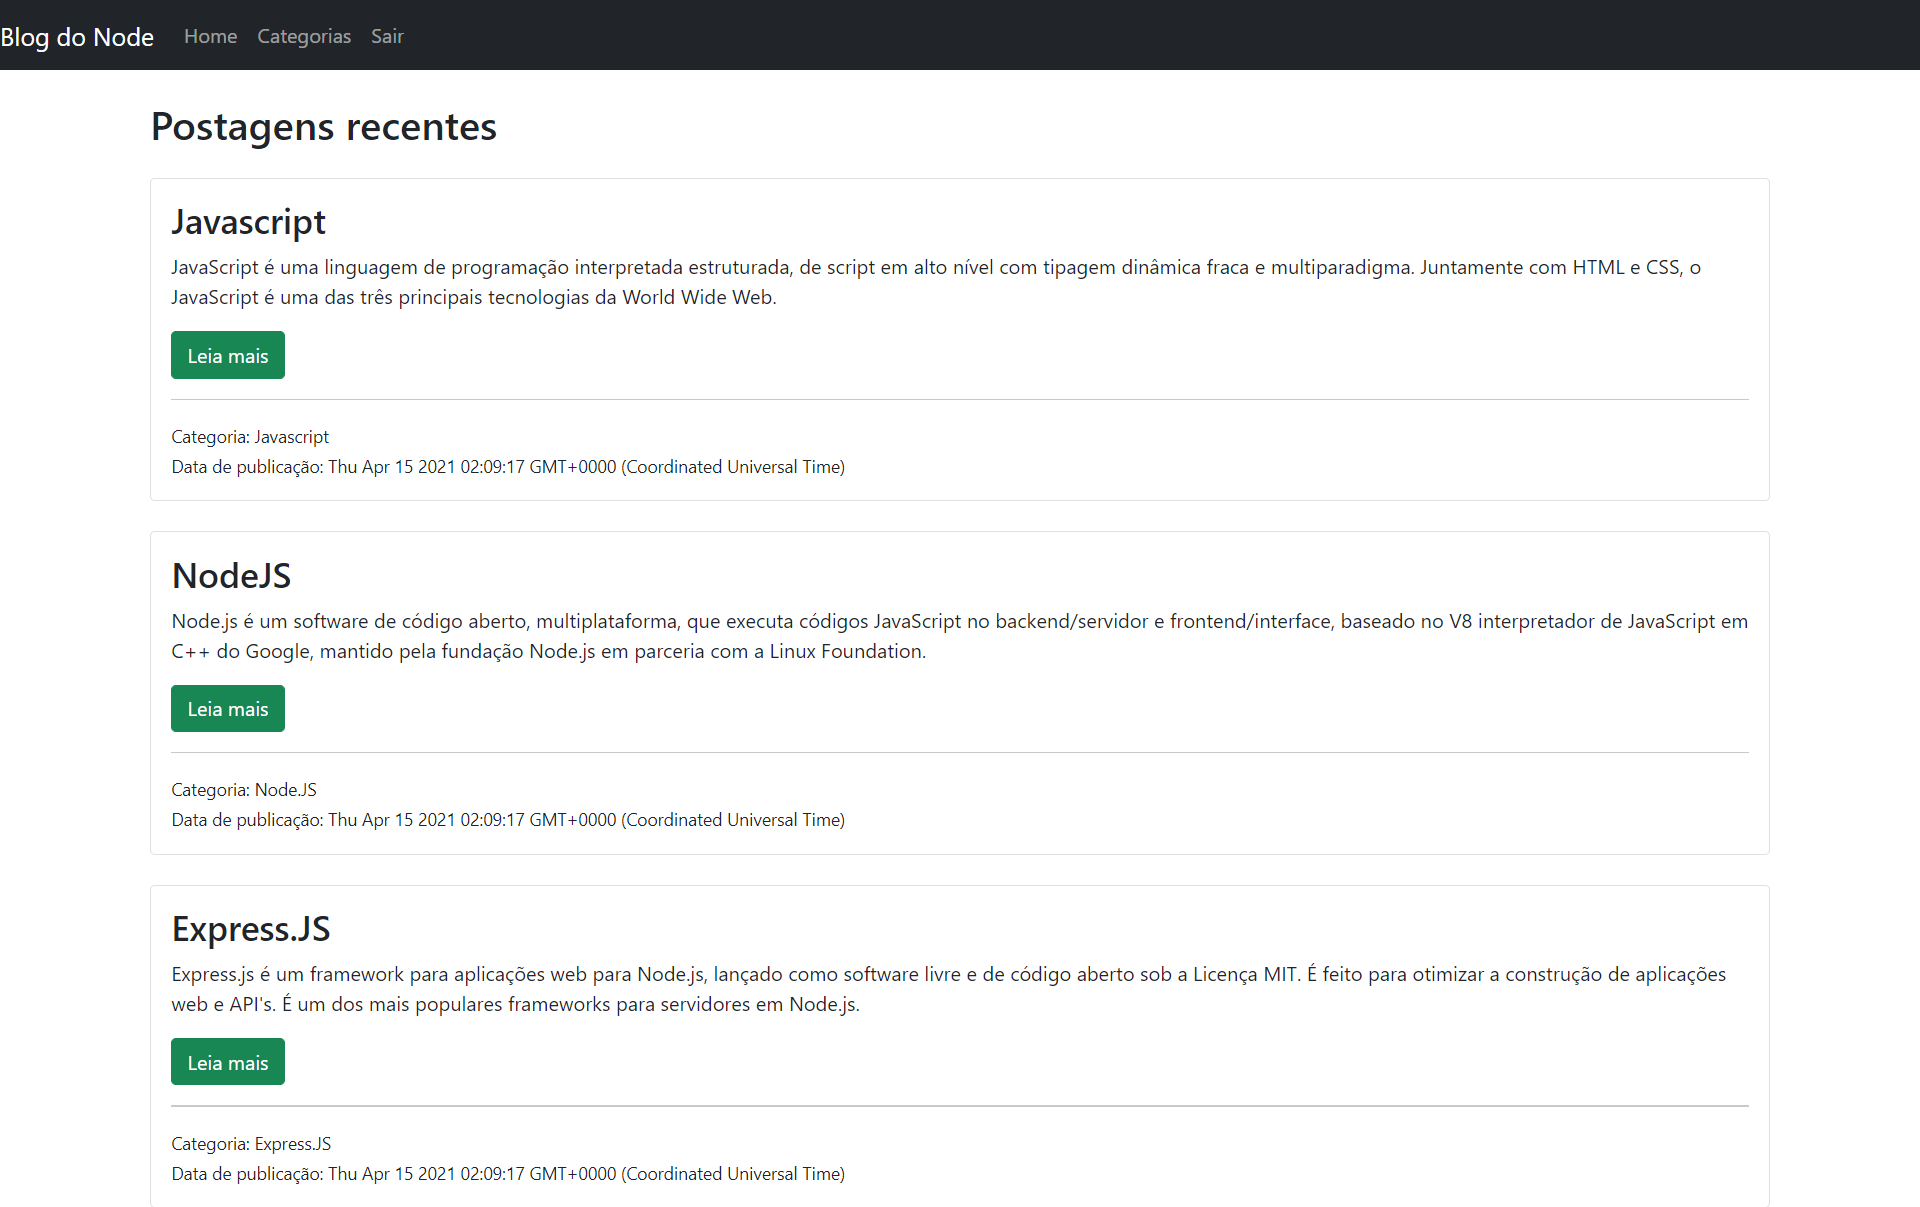 Blog do Node Home Categorias Sair
Postagens recentes
Javascript
JavaScript é uma linguagem de programação interpretada estruturada, de script em alto nível com tipagem dinâmica fraca e multiparadigma. Juntamente com HTML e CSS, o
JavaScript é uma das três principais tecnologias da World Wide Web.
Leia mais
Categoria: Javascript
Data de publicação: Thu Apr 15 2021 02:09:17 GMT+0000 (Coordinated Universal Time)
NodeJS
Node.js é um software de código aberto, multiplataforma, que executa códigos JavaScript no backend/servidor e frontend/interface, baseado no V8 interpretador de JavaScript em
C++ do Google, mantido pela fundação Node.js em parceria com a Linux Foundation.
Leia mais
Categoria: Node.JS
Data de publicação: Thu Apr 15 2021 02:09:17 GMT+0000 (Coordinated Universal Time)
Express.JS
Express.js é um framework para aplicações web para Node.js, lançado como software livre e de código aberto sob a Licença MIT. É feito para otimizar a construção de aplicações
web e API's. É um dos mais populares frameworks para servidores em Node.js.
Leia mais
Categoria: Express.JS
Data de publicação: Thu Apr 15 2021 02:09:17 GMT+0000 (Coordinated Universal Time)